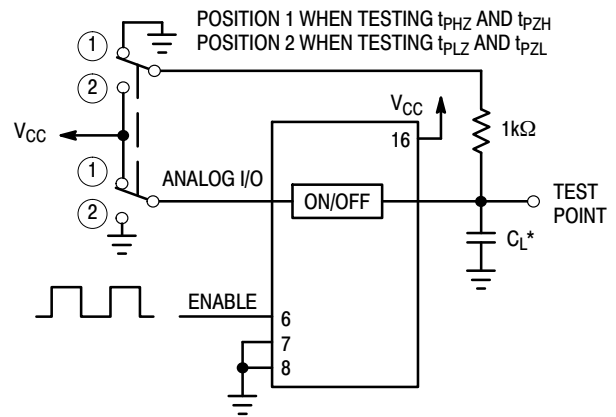 POSITION 1 WHEN TESTING tPHZ AND tPZH
POSITION 2 WHEN TESTING tPLZ AND tPZL
1
2
VCC
1
2
ANALOG I/O
ON/OFF
VCC
16
1kΩ
TEST
POINT
CL*
ENABLE
6
7
8